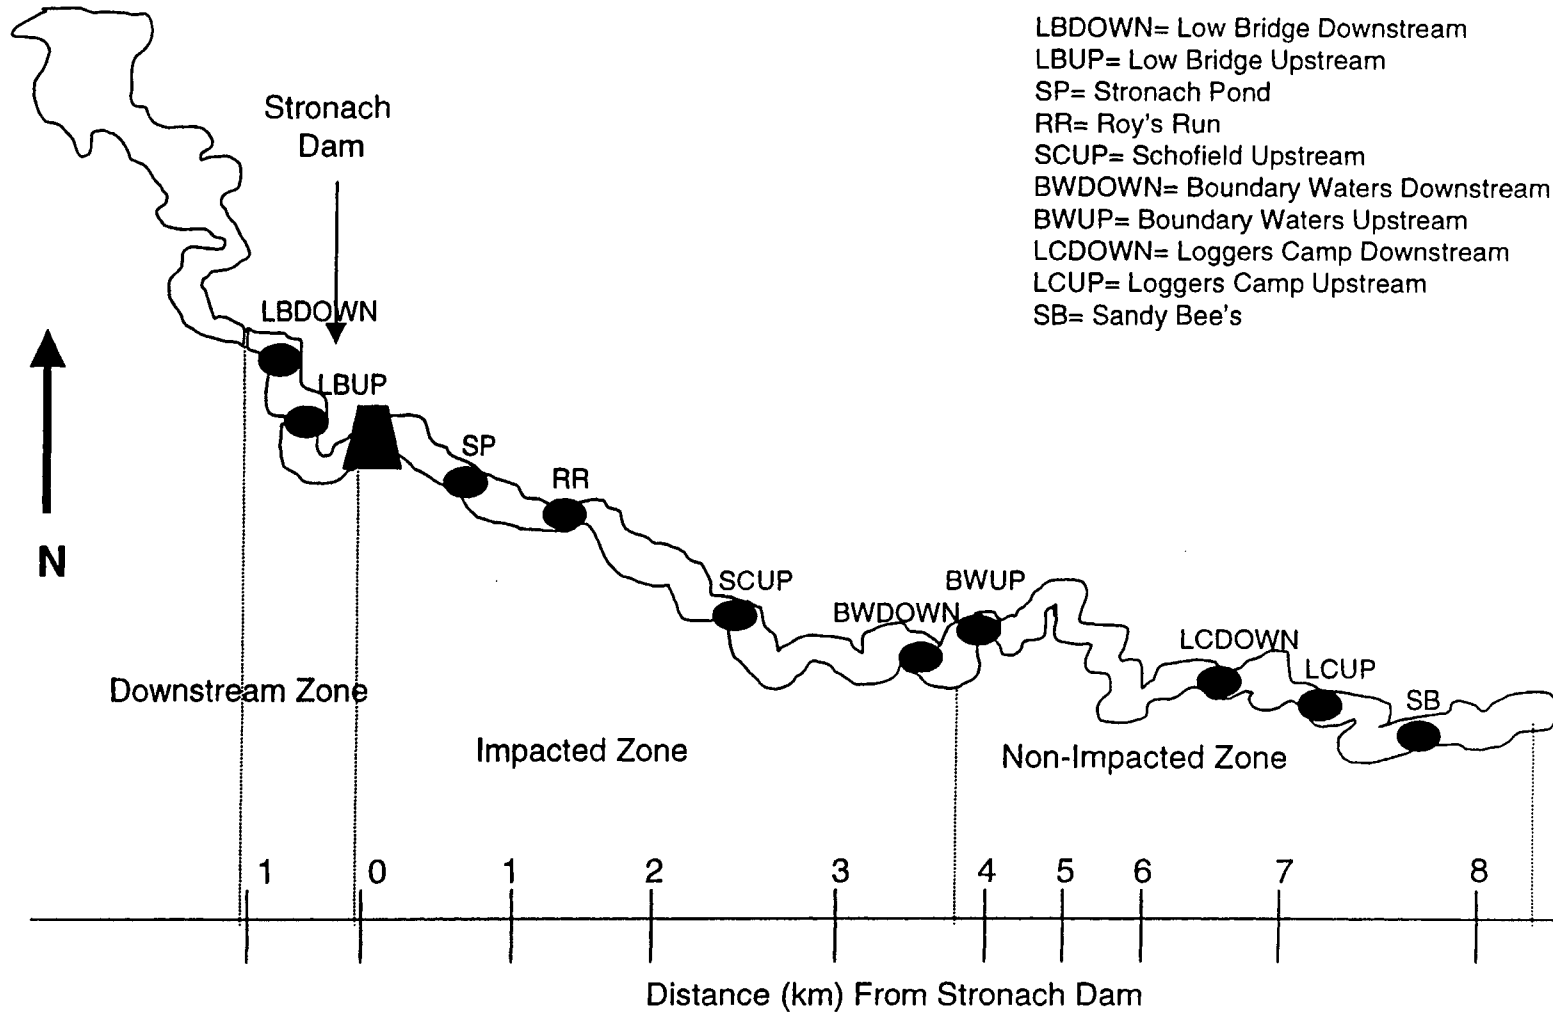 LBDOWN= Low Bridge Downstream
LBUP= Low Bridge Upstream
SP= Stronach Pond
RR= Roy's Run
SCUP= Schofield Upstream
BWDOWN= Boundary Waters Downstream
BWUP= Boundary Waters Upstream
LCDOWN= Loggers Camp Downstream
LCUP= Loggers Camp Upstream
SB= Sandy Bee's
Stronach
Dam
LBDOWN
LBUP
SP
RR
N
SCUP
BWUP
BWDOWN
LCDOWN
LCUP
SB
Downstream Zone
Impacted Zone
Non-Impacted Zone
1 0 1 2 3 4 5 6 7 8
Distance (km) From Stronach Dam